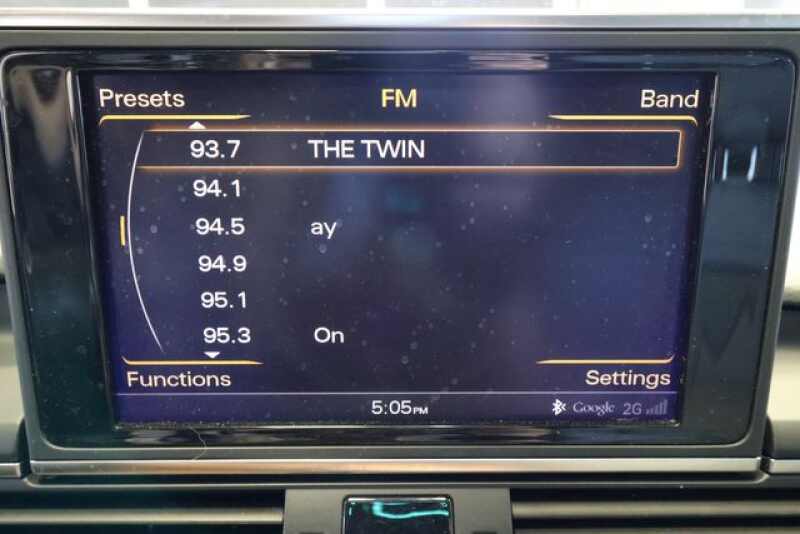 Presets FM Band
93.7 THE TWIN
94.1
94.5 ay
94.9
95.1
95.3 On
Functions Settings
5:05PM Google 2G